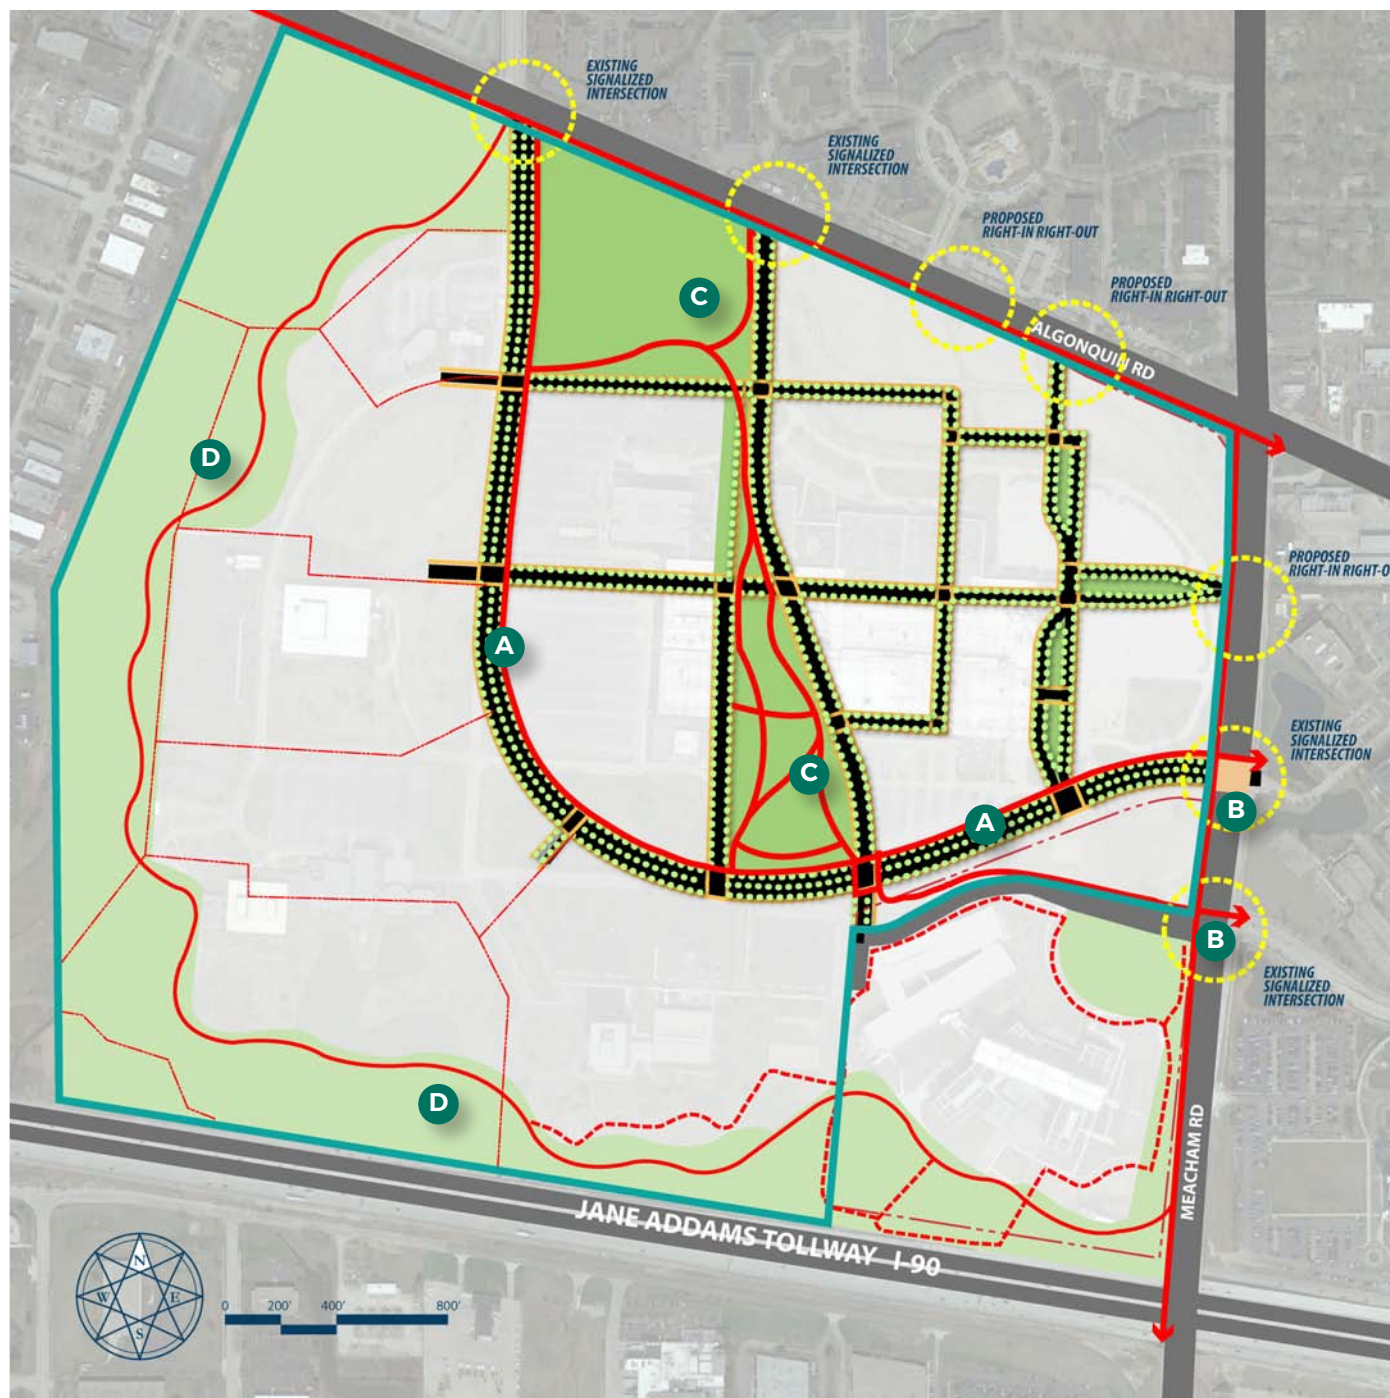 EXISTING
SIGNALIZED
INTERSECTION
EXISTING
SIGNALIZED
INTERSECTION
PROPOSED
RIGHT-IN RIGHT-OUT
PROPOSED
RIGHT-IN RIGHT-OUT
C
ALGONQUIN RD
D
PROPOSED
RIGHT-IN RIGHT-O
A
EXISTING
SIGNALIZED
INTERSECTION
C
B
A
B
EXISTING
SIGNALIZED
INTERSECTION
D
MEACHAM RD
JANE ADDAMS TOLLWAY I-90
N
W E
S
0 200' 400' 800'